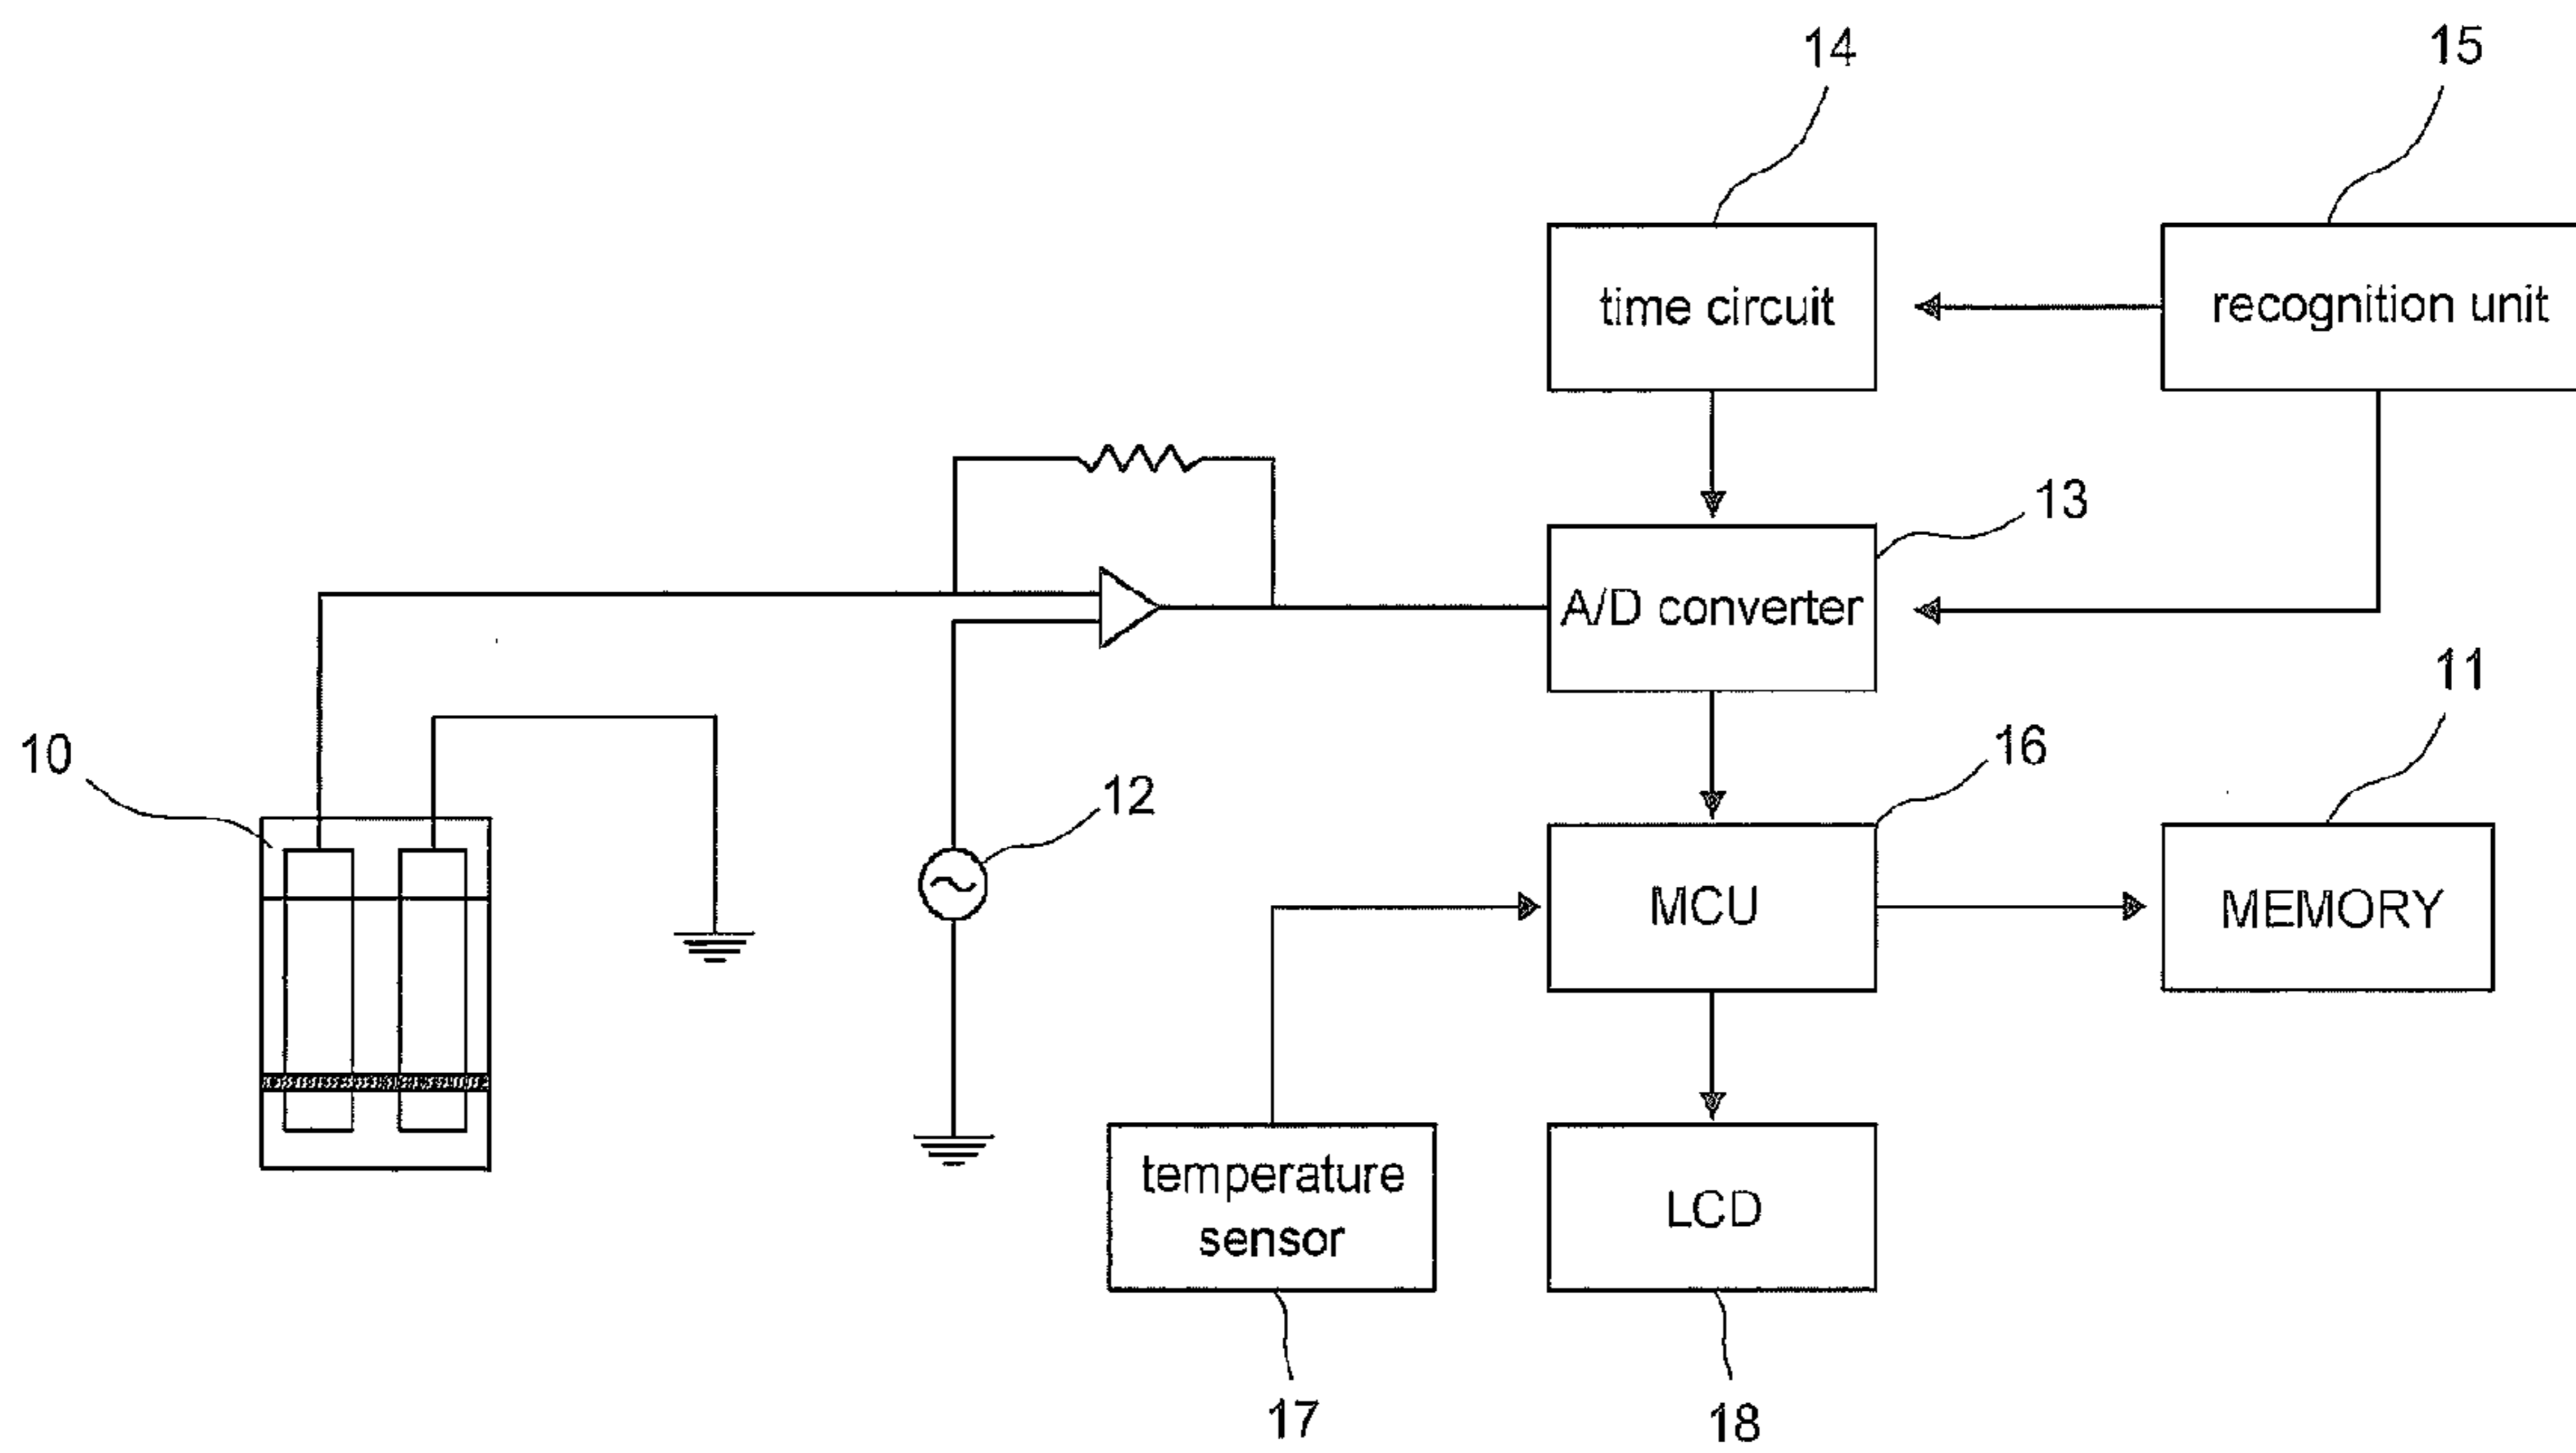 14
15
time circuit
recognition unit
13
A/D converter
11
10
16
12
MCU
MEMORY
temperature
sensor
LCD
17
18